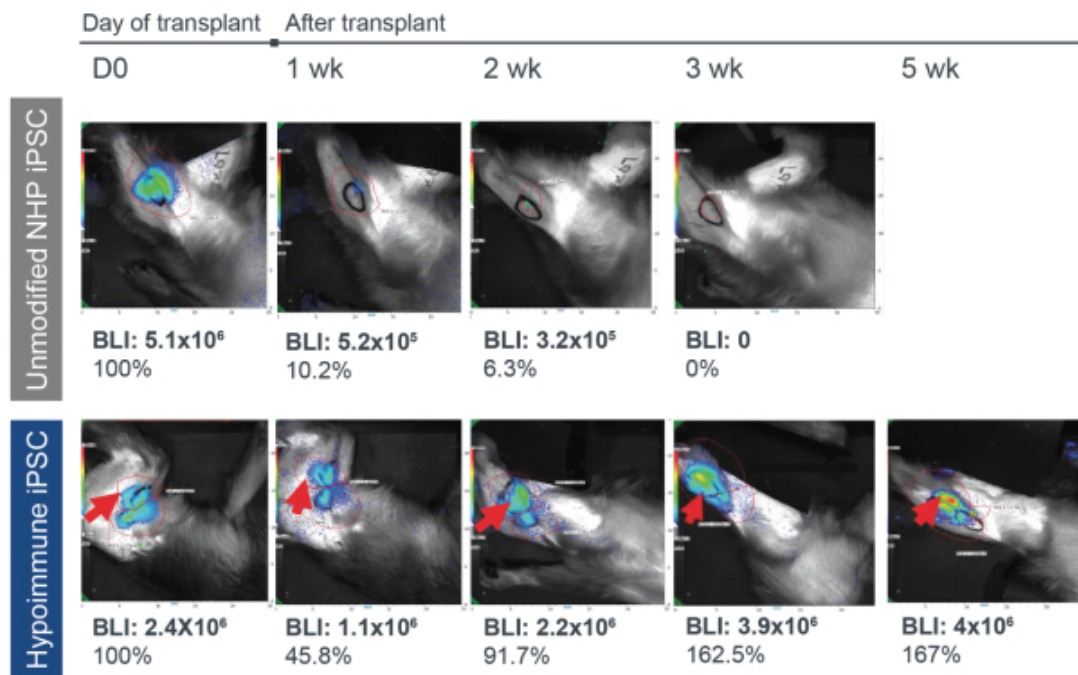 Day of transplant
After transplant
D0
1 wk
2 wk
3 wk
5 wk
Unmodified NHP iPSC
BLI: 5.1x10⁶
100%
BLI: 5.2x10⁵
10.2%
BLI: 3.2x10⁵
6.3%
BLI: 0
0%
Hypoimmune iPSC
BLI: 2.4X10⁶
100%
BLI: 1.1x10⁶
45.8%
BLI: 2.2x10⁶
91.7%
BLI: 3.9x10⁶
162.5%
BLI: 4x10⁶
167%